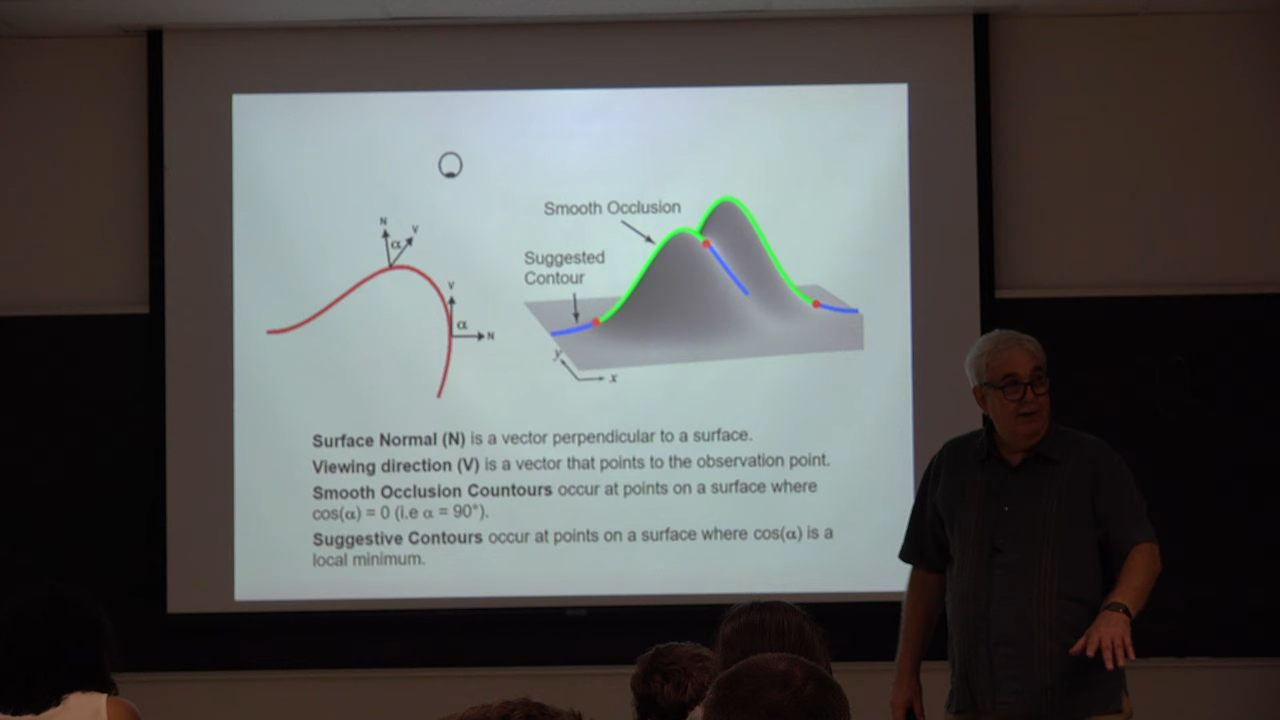 Smooth Occlusion
Suggested
Contour
N
V
α
V
α
N
y
x
Surface Normal (N) is a vector perpendicular to a surface.
Viewing direction (V) is a vector that points to the observation point.
Smooth Occlusion Countours occur at points on a surface where
cos(α) = 0 (i.e α = 90°).
Suggestive Contours occur at points on a surface where cos(α) is a
local minimum.